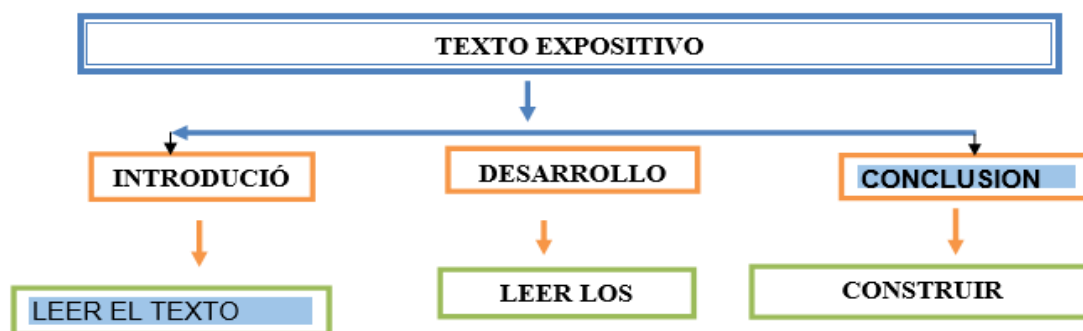 TEXTO EXPOSITIVO
INTRODUCIÓ
DESARROLLO
CONCLUSION
LEER EL TEXTO
LEER LOS
CONSTRUIR